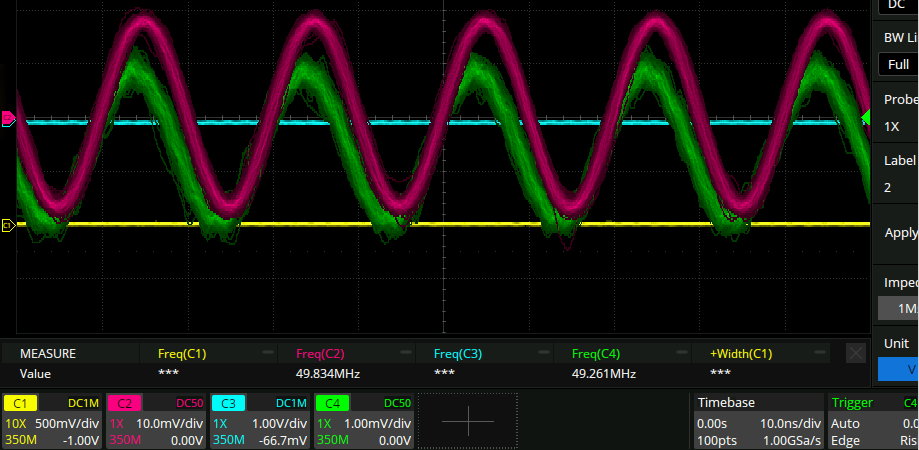 DC
BW Li
Full
Probe
1X
Label
2
Apply
Impe
1M
Unit
V
C2
C1
MEASURE Freq(C1) Freq(C2) Freq(C3) Freq(C4) +Width(C1)
Value *** 49.834MHz *** 49.261MHz ***
C1 DC1M
10X 500mV/div
350M -1.00V
C2 DC50
1X 10.0mV/div
350M 0.00V
C3 DC1M
1X 1.00V/div
350M -66.7mV
C4 DC50
1X 1.00mV/div
350M 0.00V
Timebase
0.00s 10.0ns/div
100pts 1.00GSa/s
Trigger C4
Auto 0.0
Edge Ris